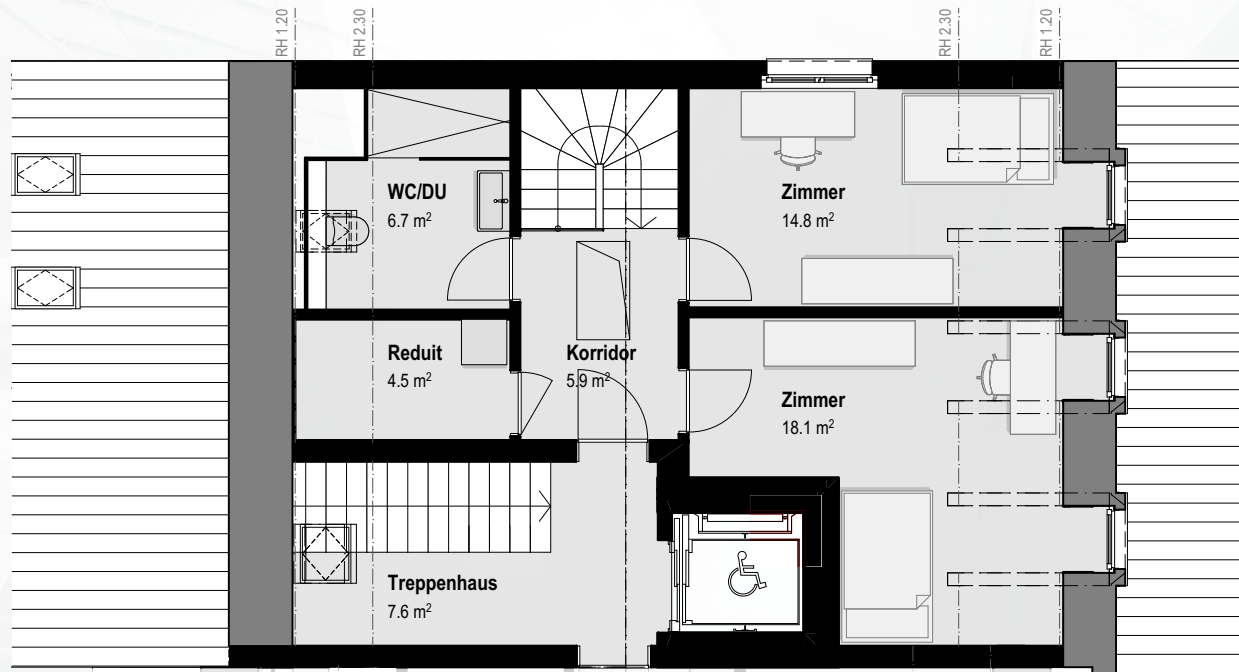 RH 1.20
RH 2.30
RH 2.30
RH 1.20
WC/DU
6.7 m²
Zimmer
14.8 m²
Reduit
4.5 m²
Korridor
5.9 m²
Zimmer
18.1 m²
Treppenhaus
7.6 m²